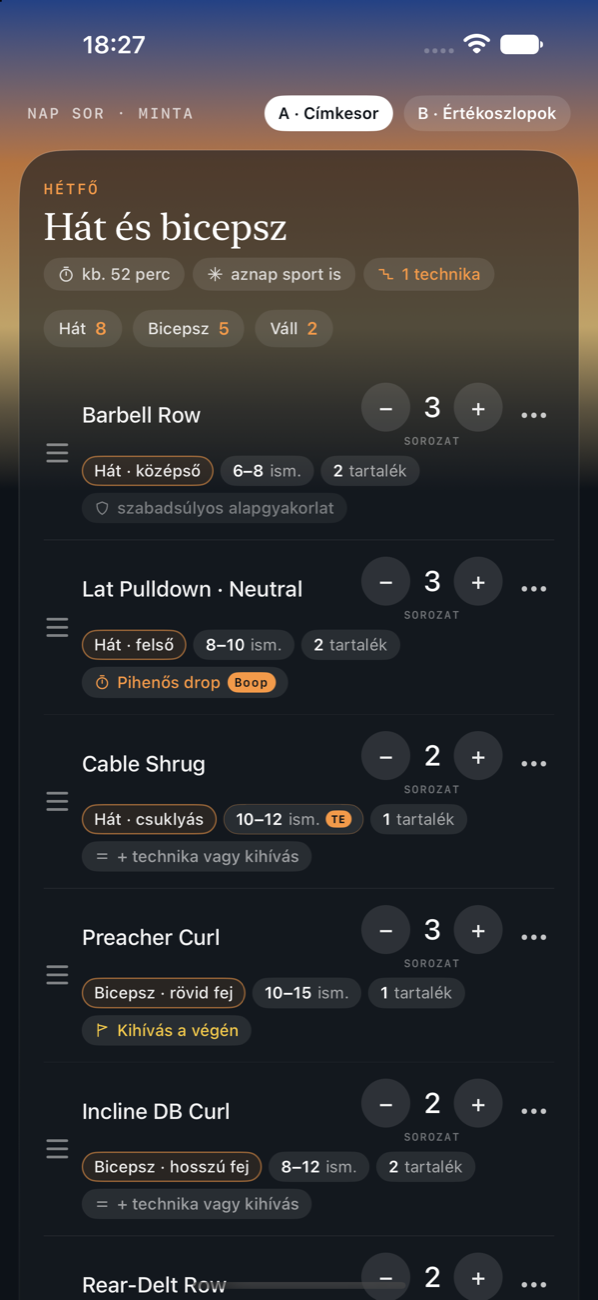 18:27
NAP SOR · MINTA
A · Címkesor
B · Értékoszlopok
HÉTFŐ
Hát és bicepsz
kb. 52 perc
aznap sport is
1 technika
Hát 8
Bicepsz 5
Váll 2
Barbell Row
− 3 +
SOROZAT
Hát · középső
6–8 ism.
2 tartalék
szabadsúlyos alapgyakorlat
Lat Pulldown · Neutral
− 3 +
SOROZAT
Hát · felső
8–10 ism.
2 tartalék
Pihenős drop Boop
Cable Shrug
− 2 +
SOROZAT
Hát · csuklyás
10–12 ism. TE
1 tartalék
= + technika vagy kihívás
Preacher Curl
− 3 +
SOROZAT
Bicepsz · rövid fej
10–15 ism.
1 tartalék
Kihívás a végén
Incline DB Curl
− 2 +
SOROZAT
Bicepsz · hosszú fej
8–12 ism.
2 tartalék
= + technika vagy kihívás
Rear-Delt Row
− 2 +